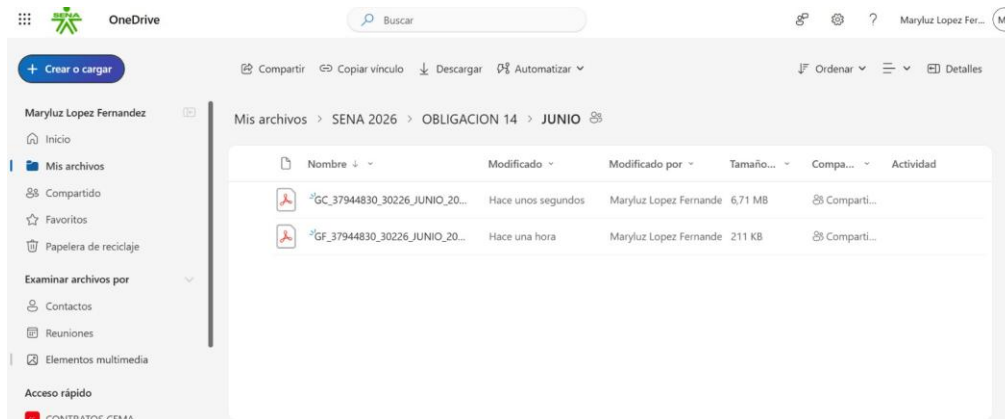 SENA
OneDrive
Buscar
Maryluz Lopez Fer...
+ Crear o cargar
Compartir
Copiar vínculo
Descargar
Automatizar
Ordenar
Detalles
Maryluz Lopez Fernandez
Inicio
Mis archivos
Compartido
Favoritos
Papelera de reciclaje
Examinar archivos por
Contactos
Reuniones
Elementos multimedia
Acceso rápido
CONTRATOS CEMA
Mis archivos > SENA 2026 > OBLIGACION 14 > JUNIO
Nombre Modificado Modificado por Tamaño... Compa... Actividad
GC_37944830_30226_JUNIO_20... Hace unos segundos Maryluz Lopez Fernande 6,71 MB Comparti...
GF_37944830_30226_JUNIO_20... Hace una hora Maryluz Lopez Fernande 211 KB Comparti...